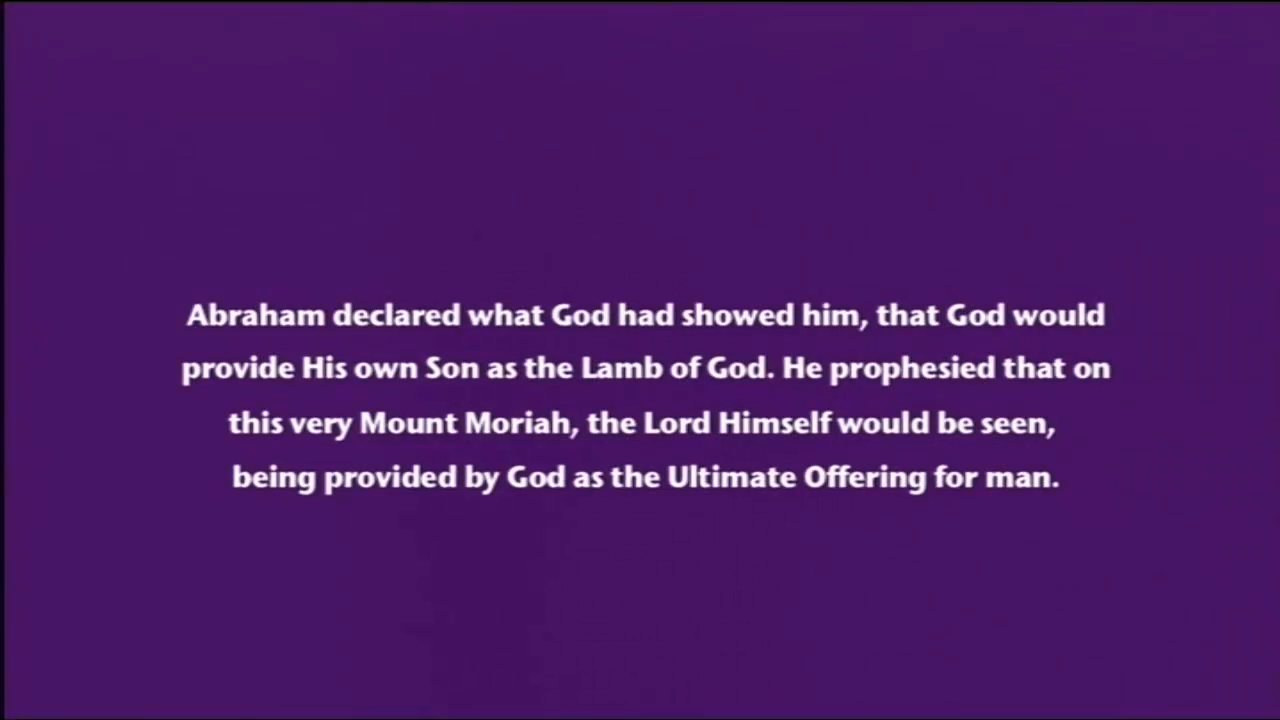 Abraham declared what God had showed him, that God would
provide His own Son as the Lamb of God. He prophesied that on
this very Mount Moriah, the Lord Himself would be seen,
being provided by God as the Ultimate Offering for man.